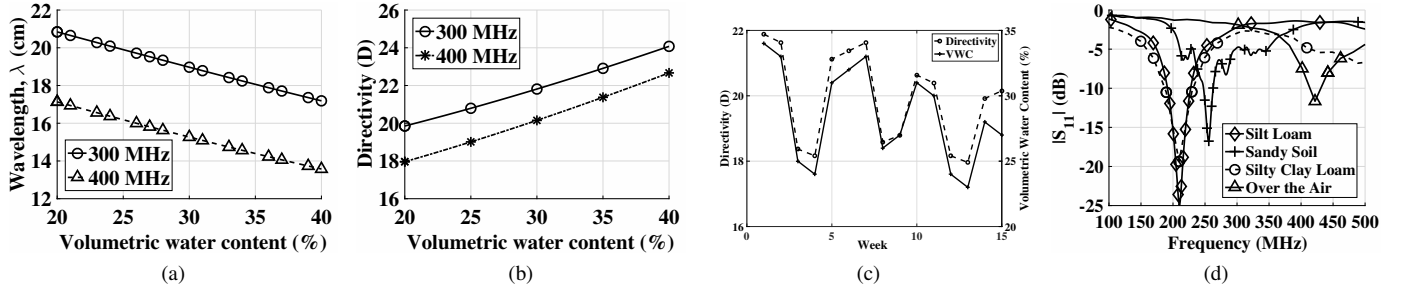 22
20
18
16
14
12
20 25 30 35 40
Wavelength, λ (cm)
Volumetric water content (%)
300 MHz
400 MHz
(a)
26
24
22
20
18
16
20 25 30 35 40
Directivity (D)
Volumetric water content (%)
300 MHz
400 MHz
(b)
22
20
18
16
0 5 10 15
Directivity (D)
Week
35
30
25
20
Volumetric Water Content (%)
Directivity
VWC
(c)
0
-5
-10
-15
-20
-25
100 150 200 250 300 350 400 450 500
|S11| (dB)
Frequency (MHz)
Silt Loam
Sandy Soil
Silty Clay Loam
Over the Air
(d)